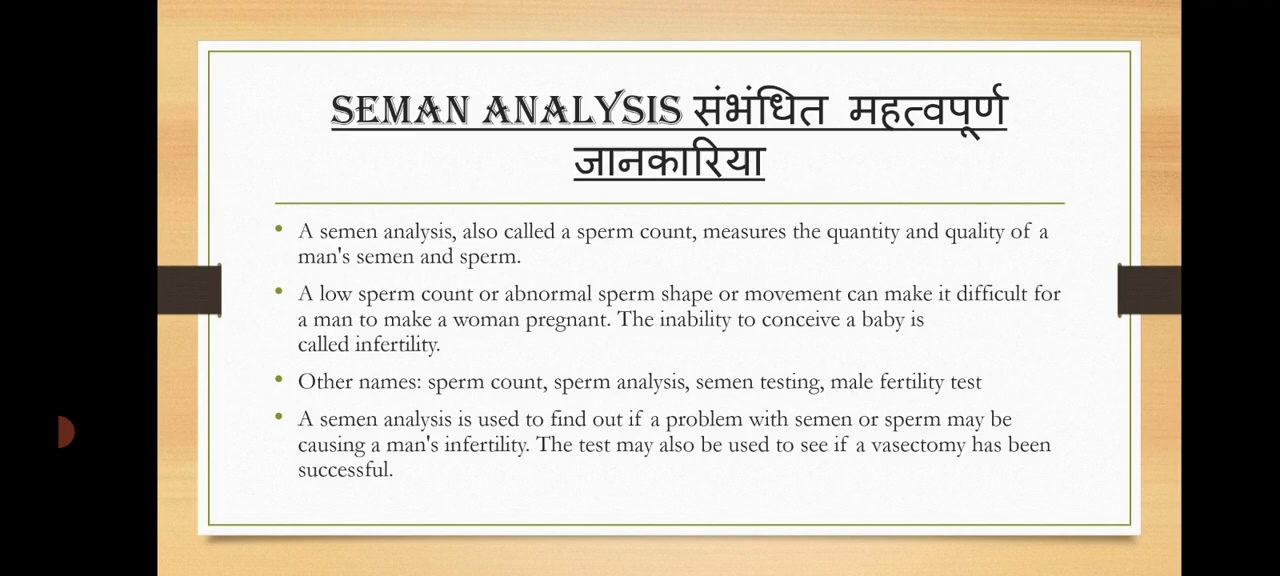 SEMAN ANALYSIS संभंधित महत्वपूर्ण
जानकारिया
• A semen analysis, also called a sperm count, measures the quantity and quality of a
man's semen and sperm.
• A low sperm count or abnormal sperm shape or movement can make it difficult for
a man to make a woman pregnant. The inability to conceive a baby is
called infertility.
• Other names: sperm count, sperm analysis, semen testing, male fertility test
• A semen analysis is used to find out if a problem with semen or sperm may be
causing a man's infertility. The test may also be used to see if a vasectomy has been
successful.